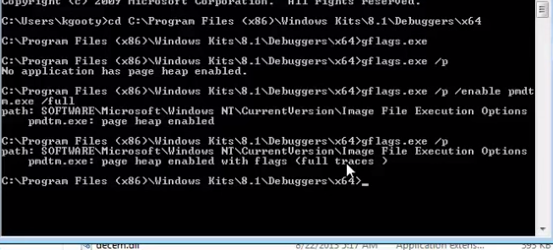 Copyright (c) 2009 Microsoft Corporation.  All rights reserved.
C:\Users\kgooty>cd C:\Program Files (x86)\Windows Kits\8.1\Debuggers\x64
C:\Program Files (x86)\Windows Kits\8.1\Debuggers\x64>gflags.exe
C:\Program Files (x86)\Windows Kits\8.1\Debuggers\x64>gflags.exe /p
No application has page heap enabled.
C:\Program Files (x86)\Windows Kits\8.1\Debuggers\x64>gflags.exe /p /enable pmdt
m.exe /full
path: SOFTWARE\Microsoft\Windows NT\CurrentVersion\Image File Execution Options
    pmdtm.exe: page heap enabled
C:\Program Files (x86)\Windows Kits\8.1\Debuggers\x64>gflags.exe /p
path: SOFTWARE\Microsoft\Windows NT\CurrentVersion\Image File Execution Options
    pmdtm.exe: page heap enabled with flags (full traces )
C:\Program Files (x86)\Windows Kits\8.1\Debuggers\x64>_
decem.dll 8/22/2013 5:17 AM Application extens... 395 KB